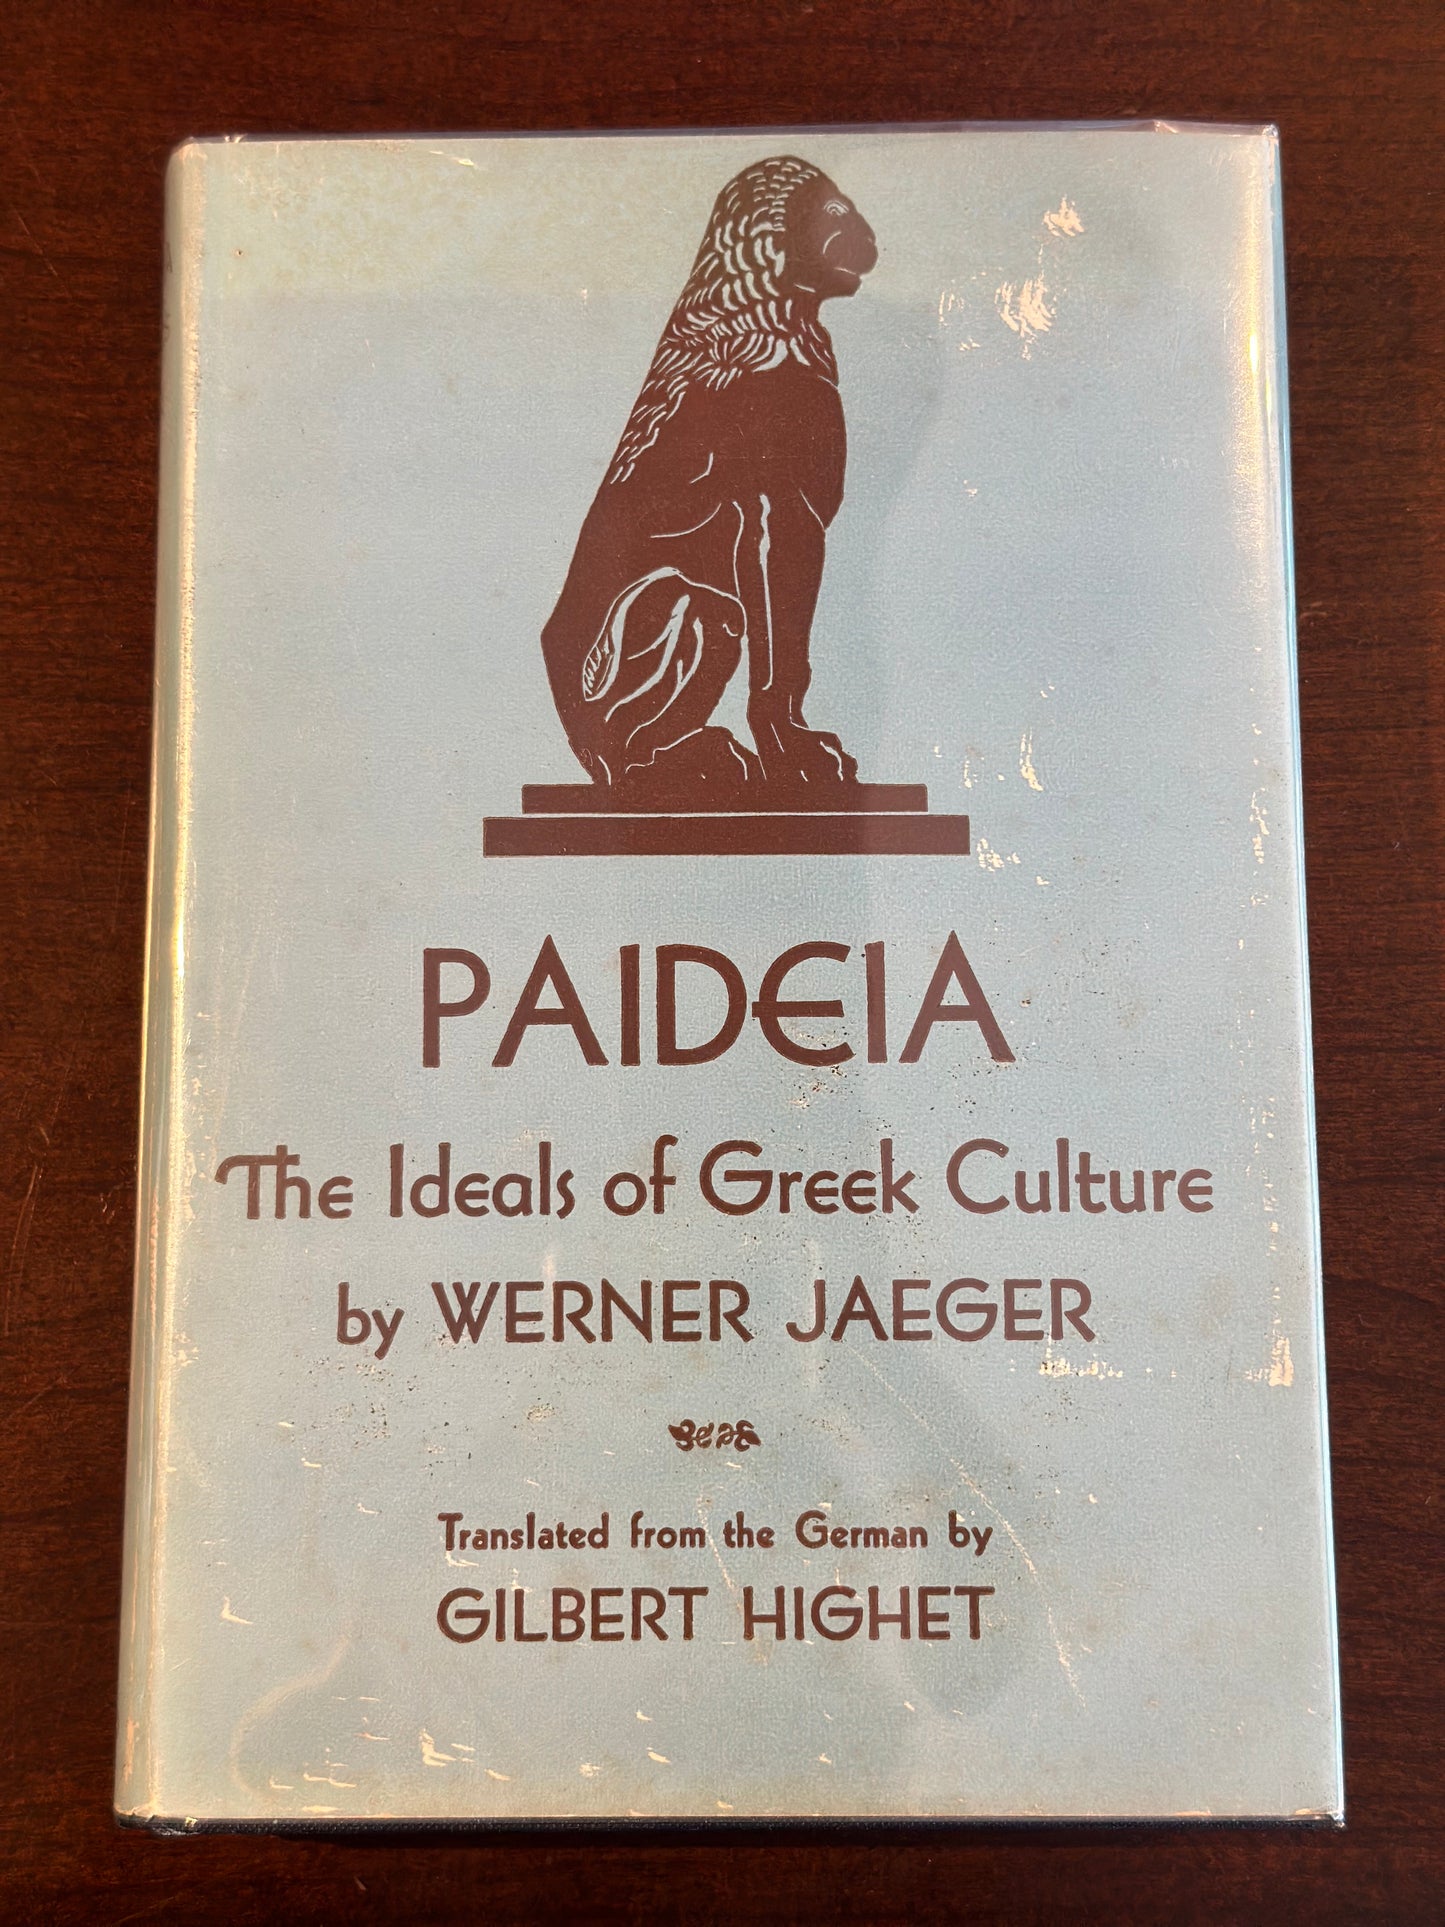 PAIDEIA
The Ideals of Greek Culture
by WERNER JAEGER
Translated from the German by
GILBERT HIGHET